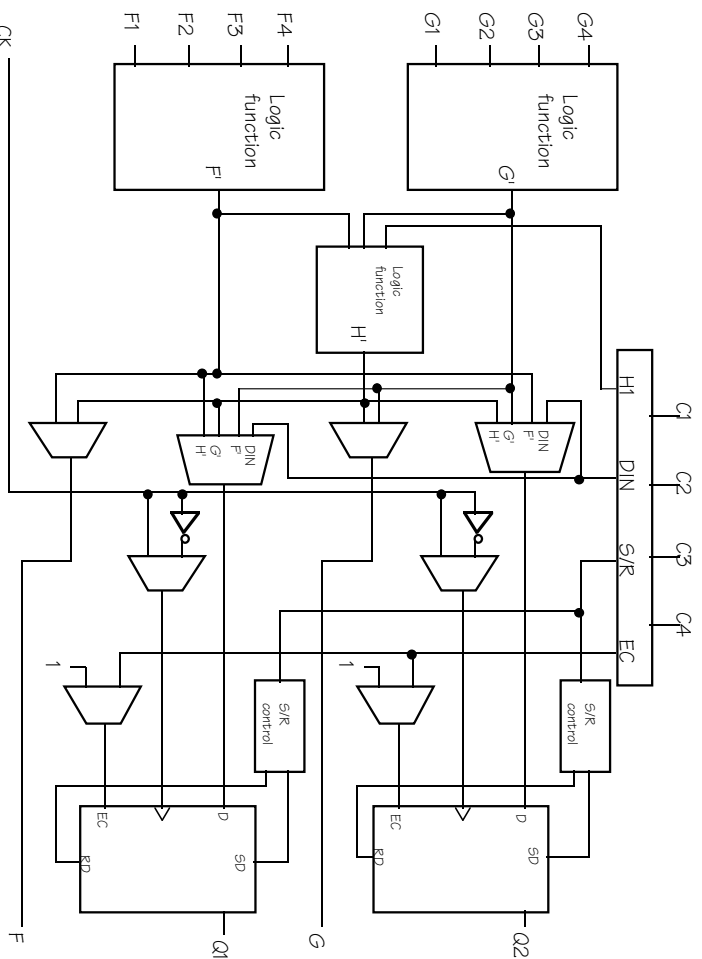 C1
C2
C3
C4
H1
DIN
S/R
EC
G4
G3
G2
G1
Logic
function
G'
DIN
F'
G'
H'
S/R
control
SD
D
EC
RD
Q2
1
Logic
function
H'
G
F4
F3
F2
F1
Logic
function
F'
DIN
F'
G'
H'
S/R
control
SD
D
EC
RD
Q1
1
F
CK